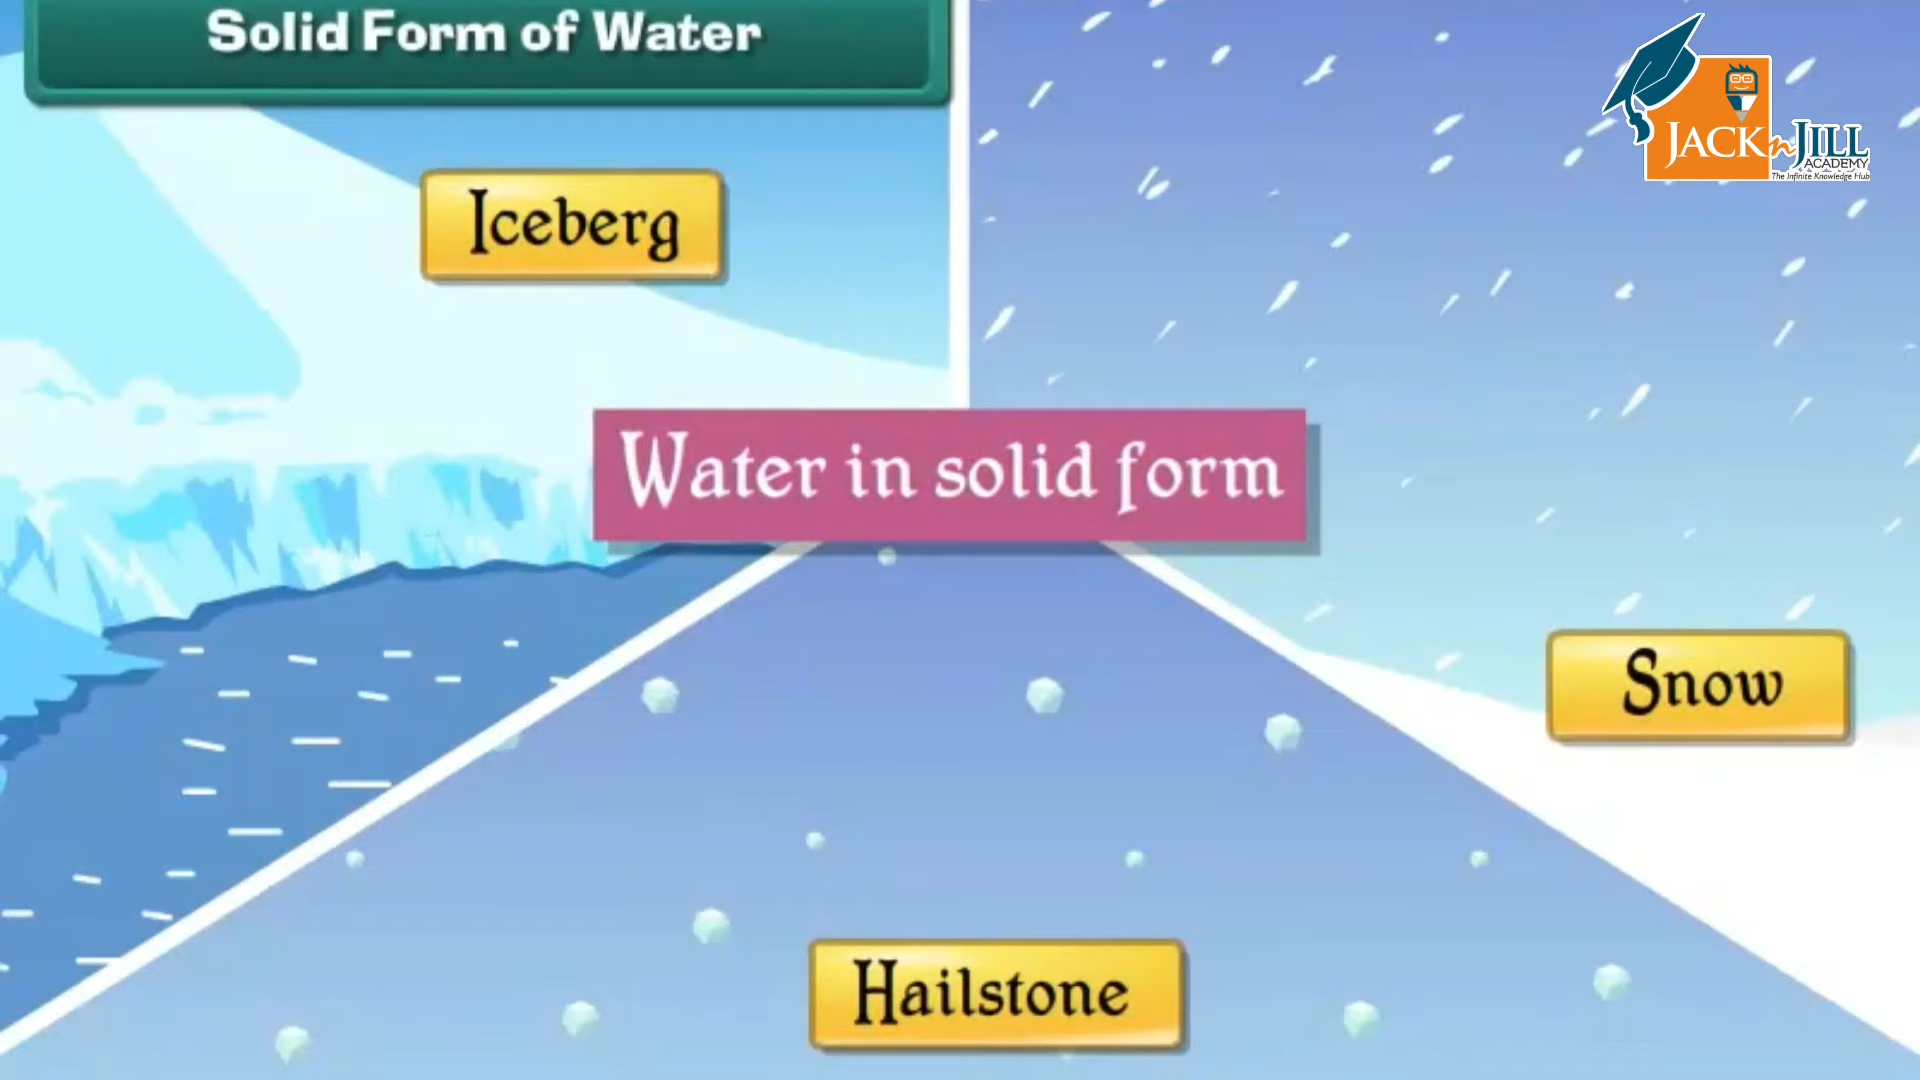 Solid Form of Water
JACK n JILL
ACADEMY
The Infinite Knowledge Hub
Iceberg
Water in solid form
Snow
Hailstone